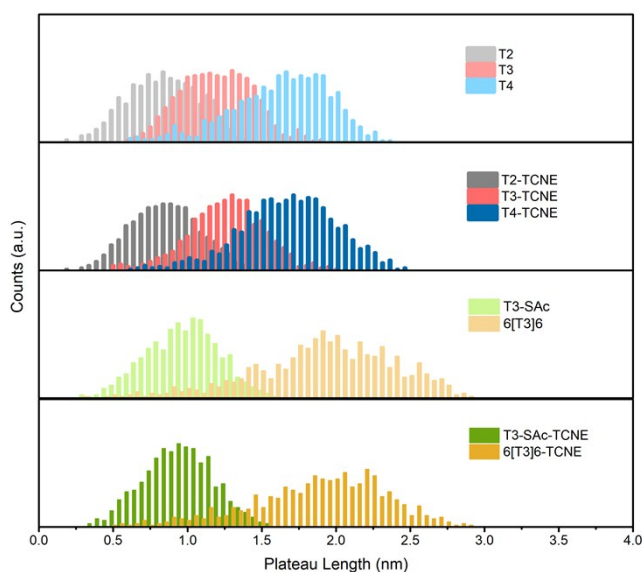 T2
T3
T4
T2-TCNE
T3-TCNE
T4-TCNE
T3-SAc
6[T3]6
T3-SAc-TCNE
6[T3]6-TCNE
Counts (a.u.)
0.0 0.5 1.0 1.5 2.0 2.5 3.0 3.5 4.0
Plateau Length (nm)